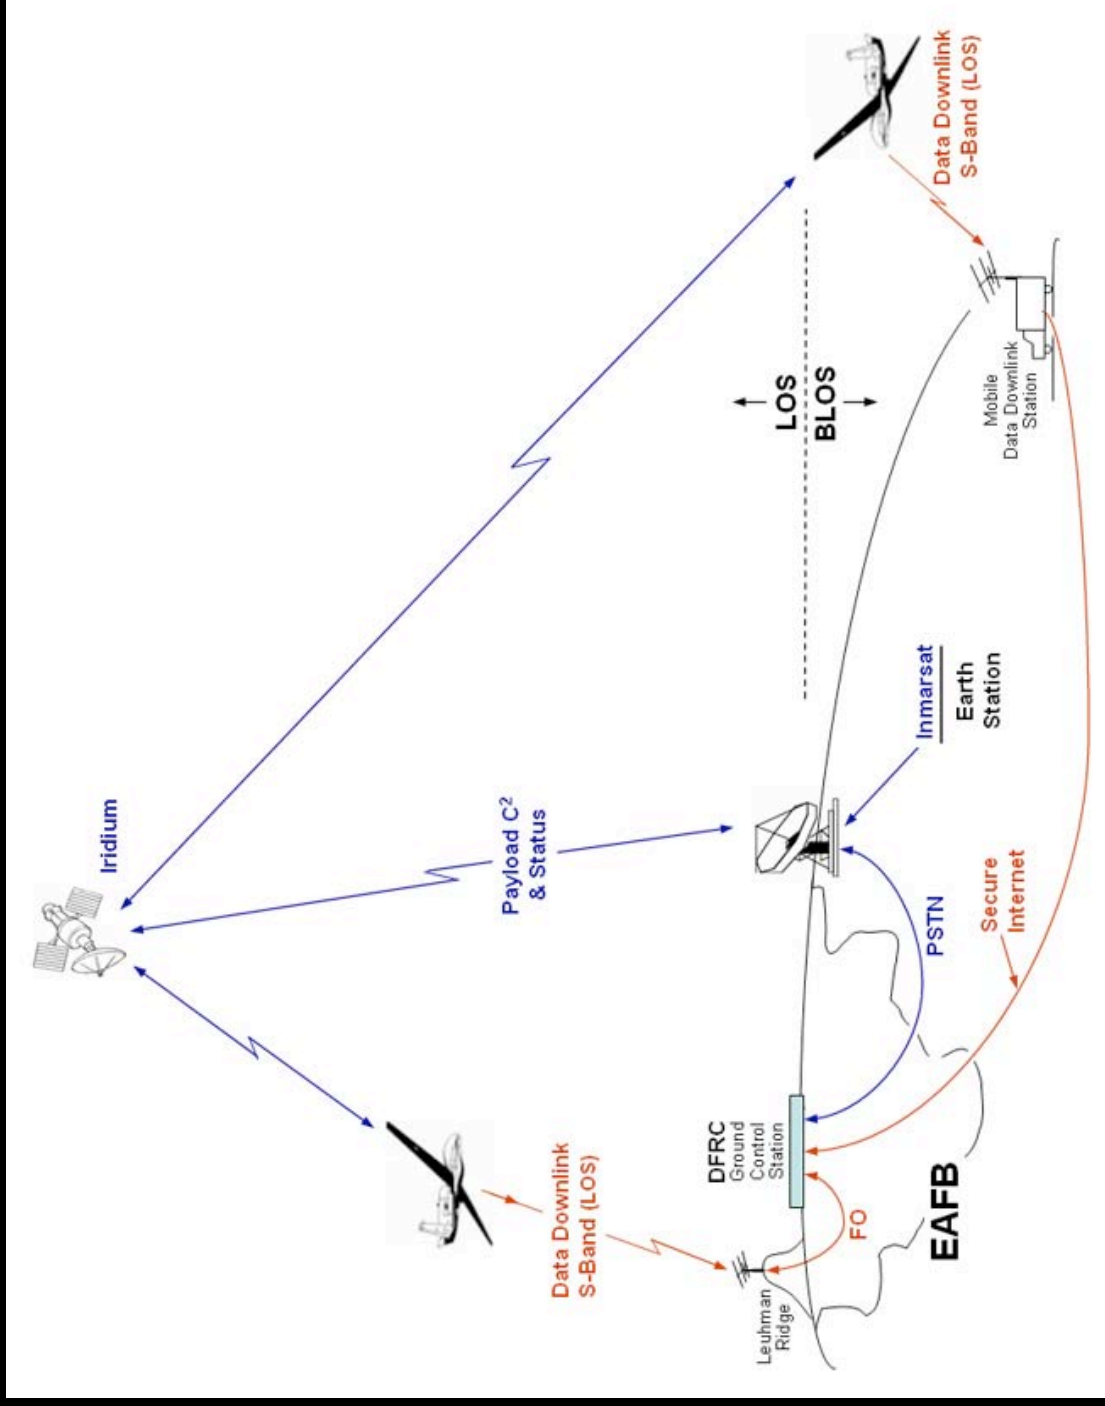 Iridium
Payload C²
& Status
Data Downlink
S-Band (LOS)
Data Downlink
S-Band (LOS)
LOS
BLOS
Leuhman
Ridge
FO
DFRC
Ground
Control
Station
EAFB
PSTN
Inmarsat
Earth
Station
Secure
Internet
Mobile
Data Downlink
Station